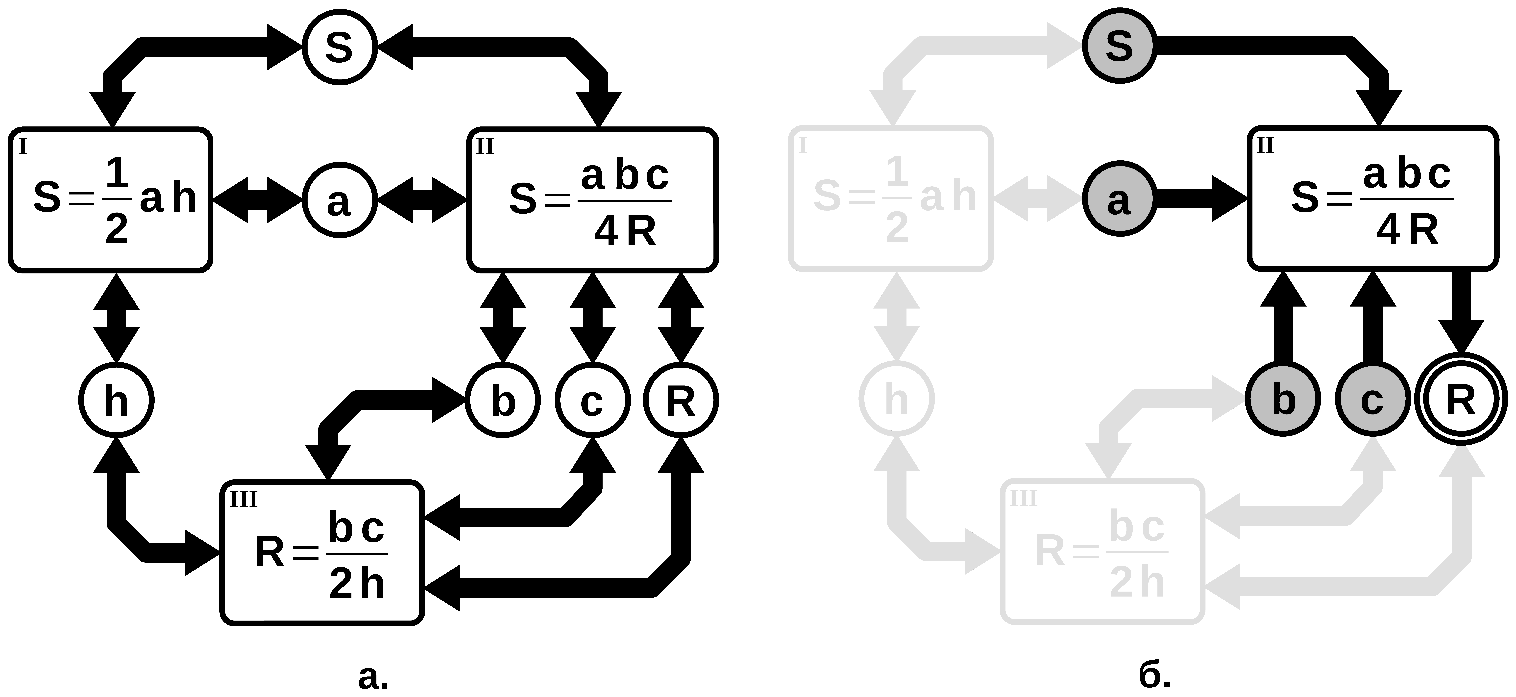 S
I
S = 1/2 a h
a
II
S = a b c / 4 R
h
b
c
R
III
R = b c / 2 h
а.
S
I
S = 1/2 a h
a
II
S = a b c / 4 R
h
b
c
R
III
R = b c / 2 h
б.